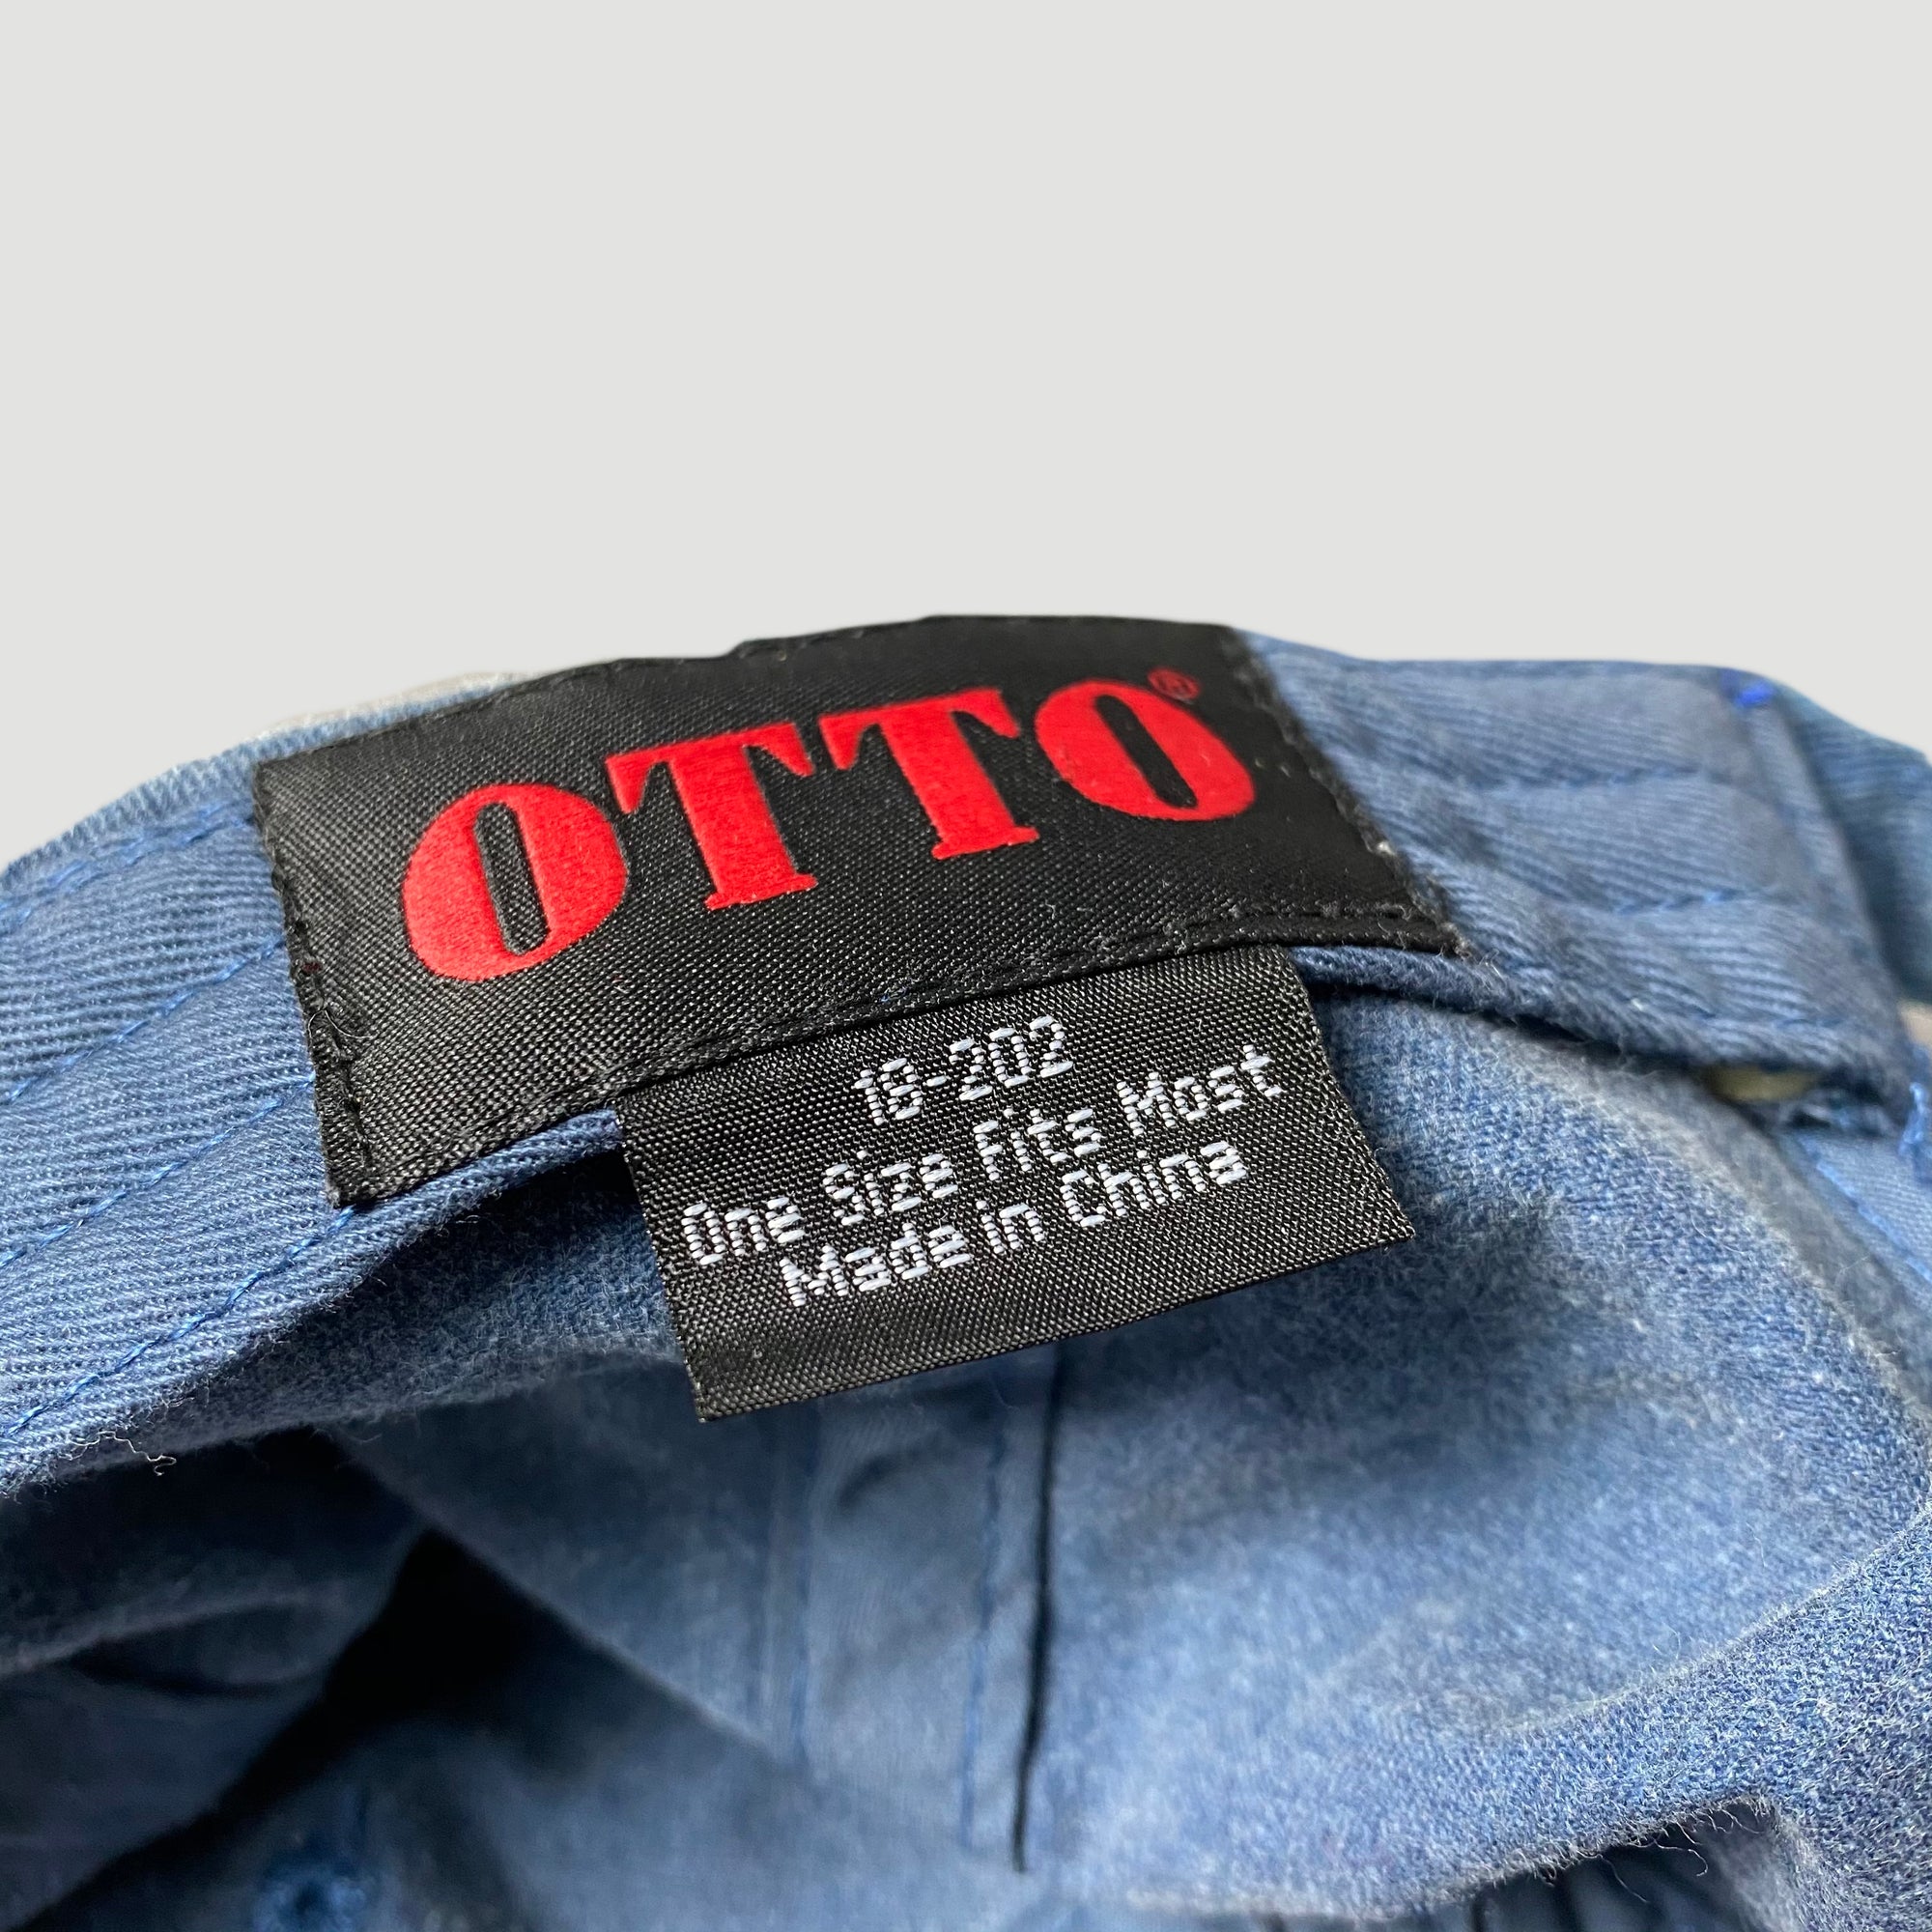 OTTO®
18-202
One Size Fits Most
Made in China